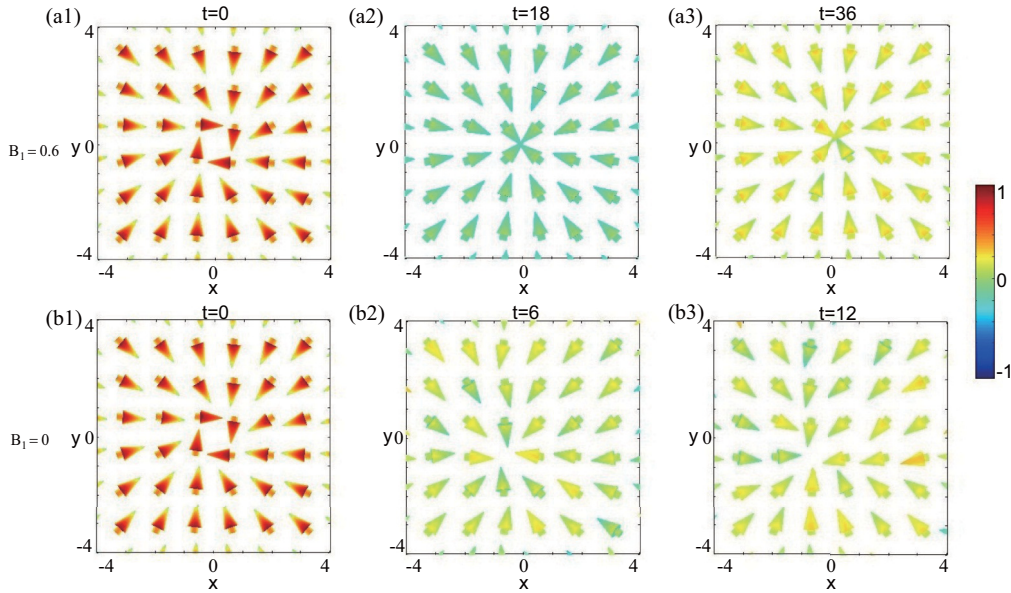 (a1) t=0 (a2) t=18 (a3) t=36
4 4 4
B₁ = 0.6 y 0 y 0 y 0
-4 -4 -4
-4 0 4 -4 0 4 -4 0 4
x x x
1
0
-1
(b1) t=0 (b2) t=6 (b3) t=12
4 4 4
B₁ = 0 y 0 y 0 y 0
-4 -4 -4
-4 0 4 -4 0 4 -4 0 4
x x x